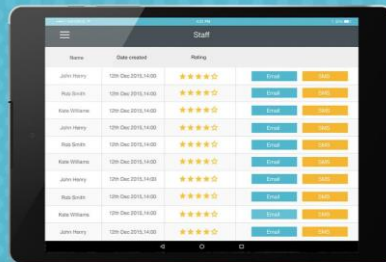 4:21 PM
Staff
Name Date created Rating
John Henry 12th Dec 2015,14:00 Email SMS
Rob Smith 12th Dec 2015,14:00 Email SMS
Kate Williams 12th Dec 2015,14:00 Email SMS
John Henry 12th Dec 2015,14:00 Email SMS
Rob Smith 12th Dec 2015,14:00 Email SMS
Kate Williams 12th Dec 2015,14:00 Email SMS
John Henry 12th Dec 2015,14:00 Email SMS
Rob Smith 12th Dec 2015,14:00 Email SMS
Kate Williams 12th Dec 2015,14:00 Email SMS
John Henry 12th Dec 2015,14:00 Email SMS